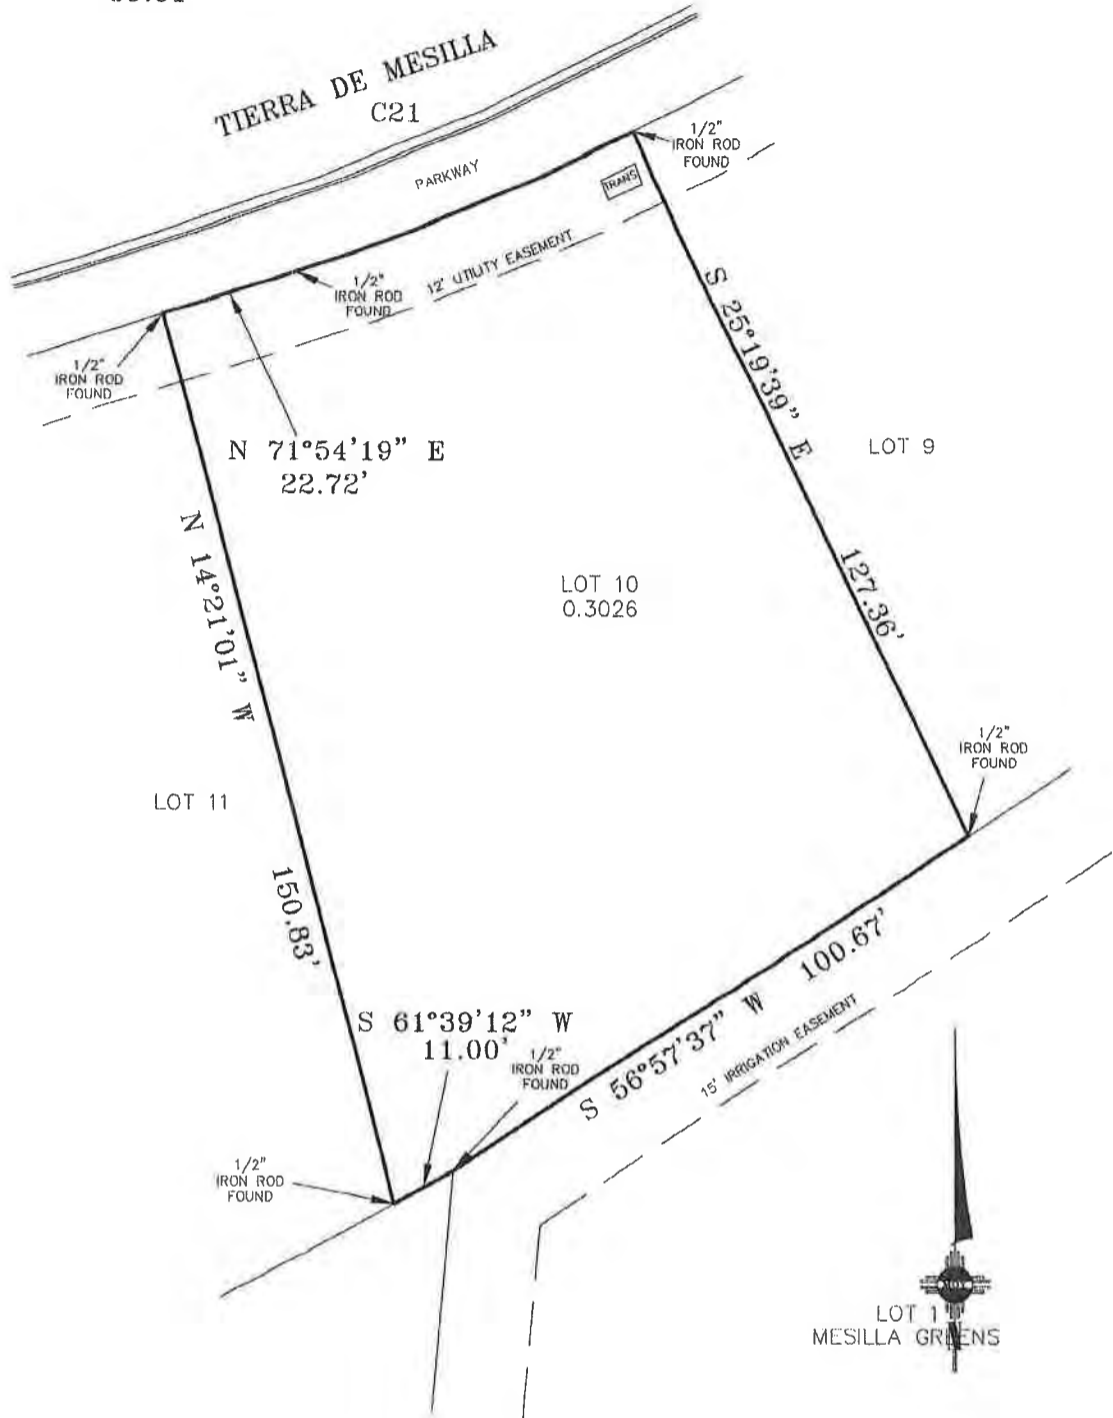 TIERRA DE MESILLA
C21
PARKWAY
1/2"
IRON ROD
FOUND
TRANS
12' UTILITY EASEMENT
1/2"
IRON ROD
FOUND
1/2"
IRON ROD
FOUND
N 71°54'19" E
22.72'
S 25°19'39" E
127.36'
LOT 9
N 14°21'01" W
150.83'
LOT 10
0.3026
LOT 11
1/2"
IRON ROD
FOUND
S 61°39'12" W
11.00'
1/2"
IRON ROD
FOUND
S 56°57'37" W 100.67'
15' IRRIGATION EASEMENT
1/2"
IRON ROD
FOUND
LOT 1
MESILLA GREENS